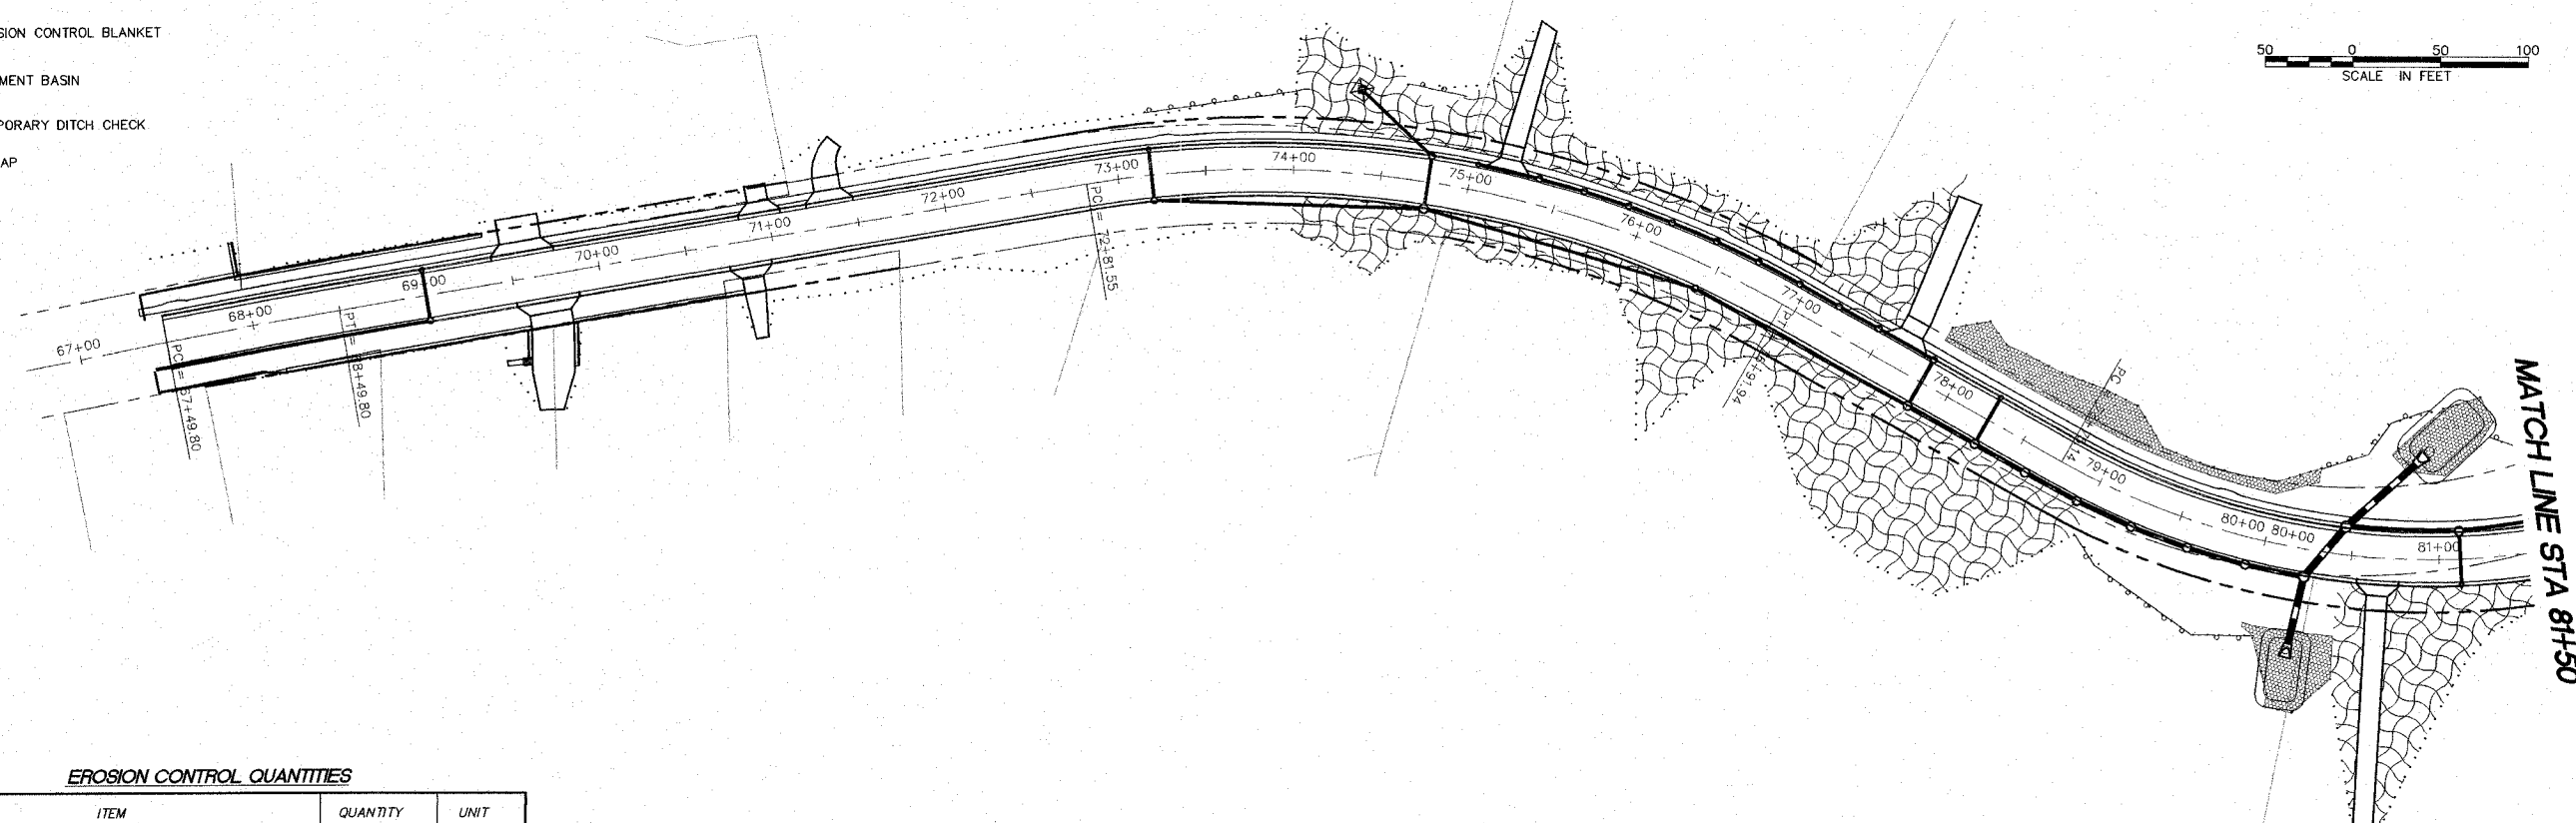 SION CONTROL BLANKET
MENT BASIN
PORARY DITCH CHECK
AP
50 0 50 100
SCALE IN FEET
67+00
68+00
69+00
70+00
71+00
72+00
73+00
74+00
75+00
76+00
77+00
78+00
79+00
80+00 80+00
81+00
PC = 67+49.80
PT = 68+49.80
PC = 72+81.55
PT
PC
MATCH LINE STA 81+50
EROSION CONTROL QUANTITIES
ITEM QUANTITY UNIT